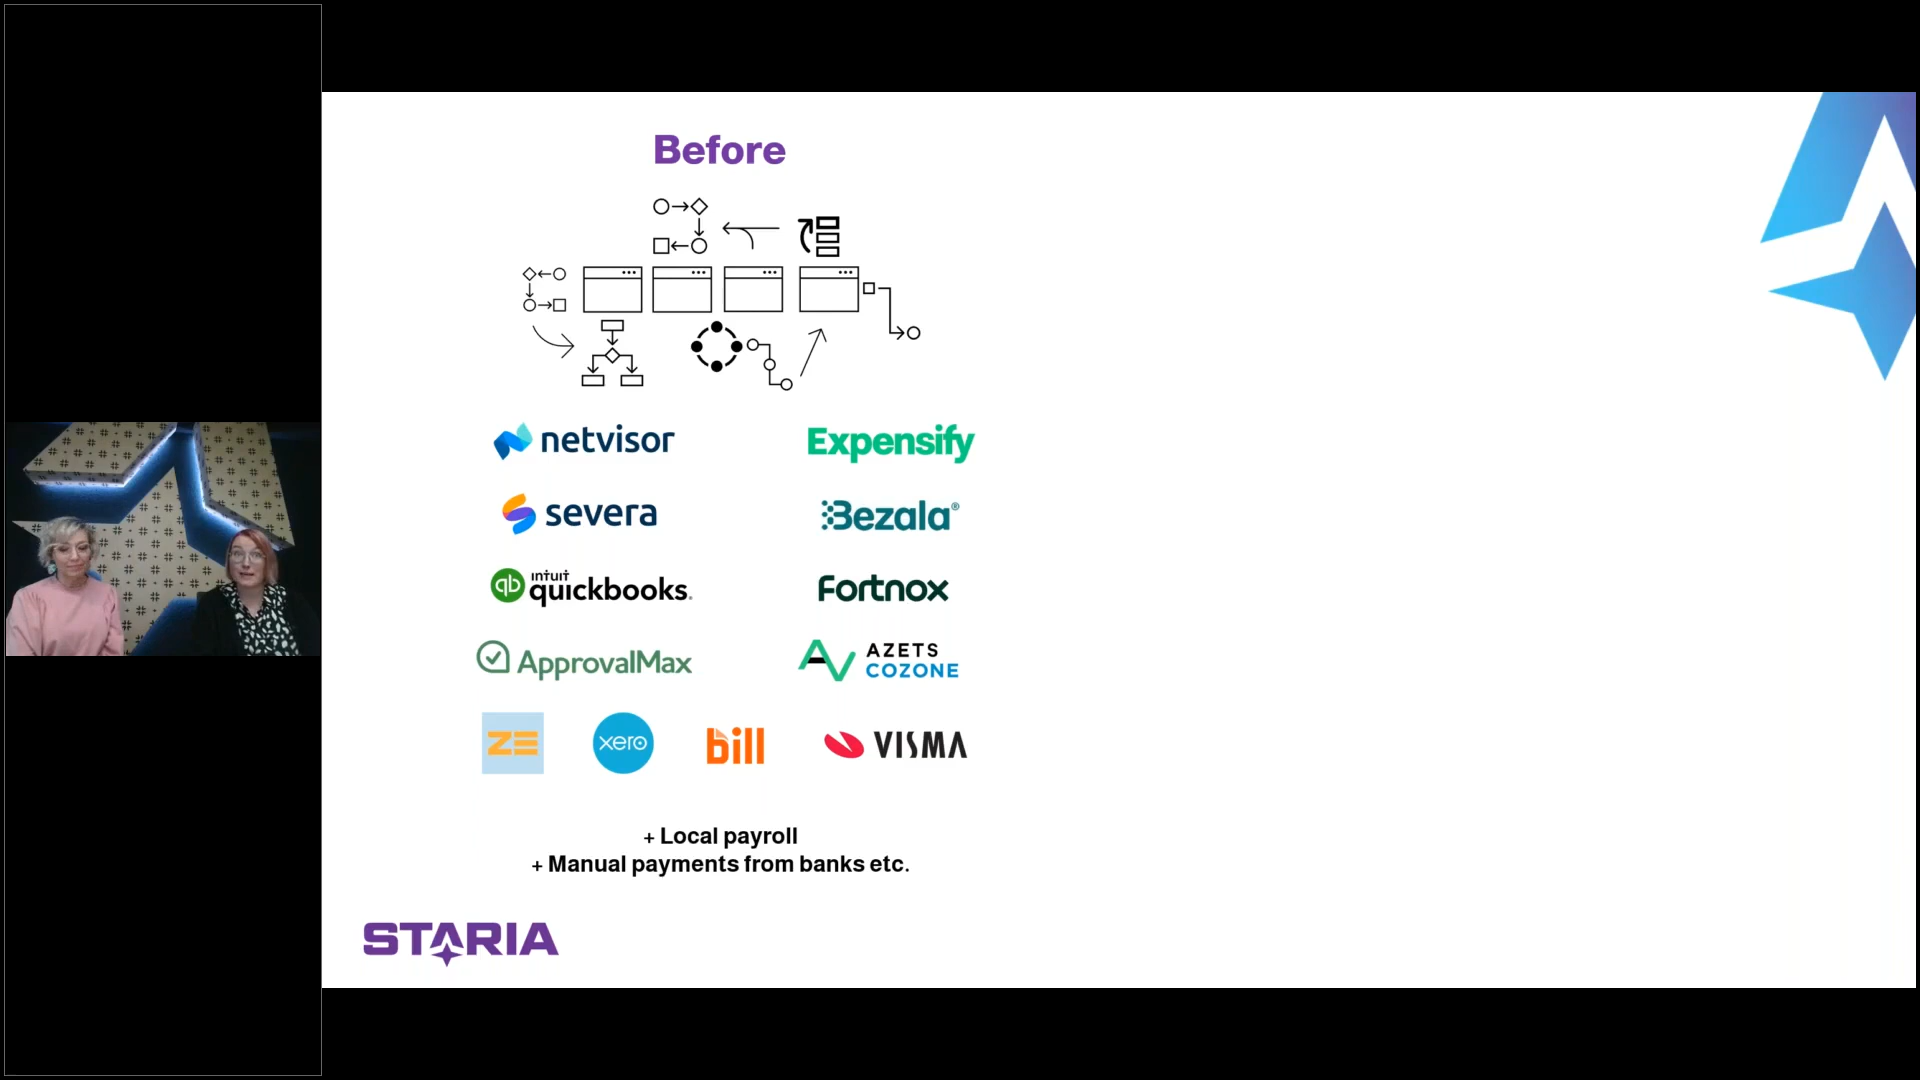 Before
netvisor
Expensify
severa
Bezala®
intuit
qb quickbooks.
Fortnox
ApprovalMax
AZETS
COZONE
ZE
xero
bill
VISMA
+ Local payroll
+ Manual payments from banks etc.
STARIA